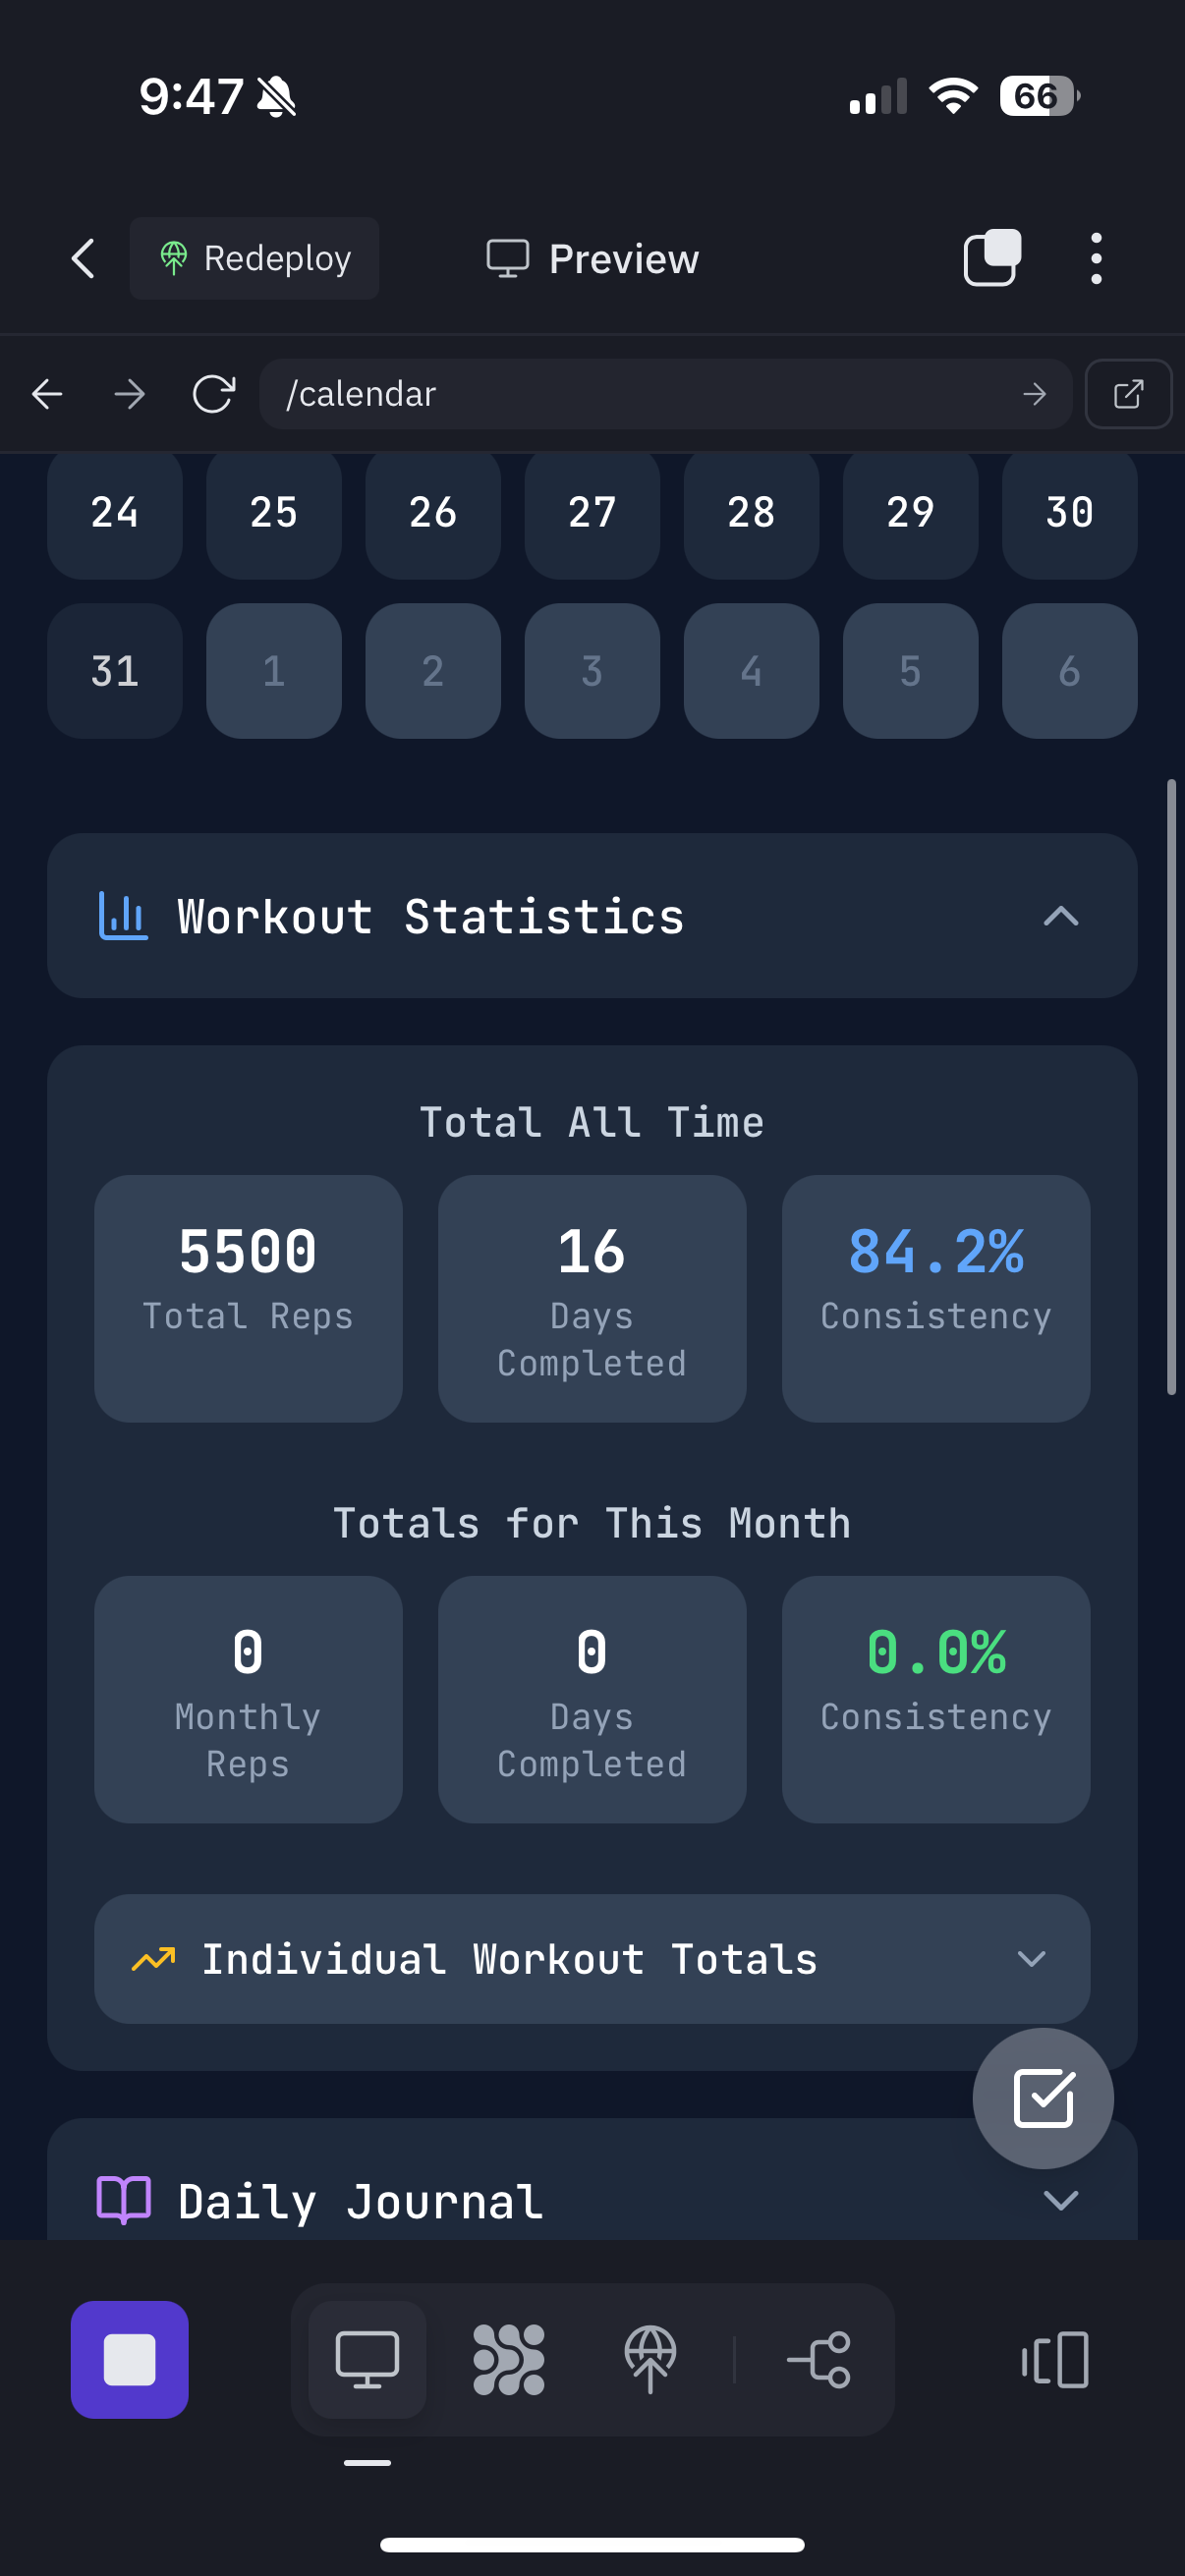 9:47
66
Redeploy
Preview
/calendar
24 25 26 27 28 29 30
31 1 2 3 4 5 6
Workout Statistics
Total All Time
5500 16 84.2%
Total Reps Days Consistency
Completed
Totals for This Month
0 0 0.0%
Monthly Days Consistency
Reps Completed
Individual Workout Totals
Daily Journal